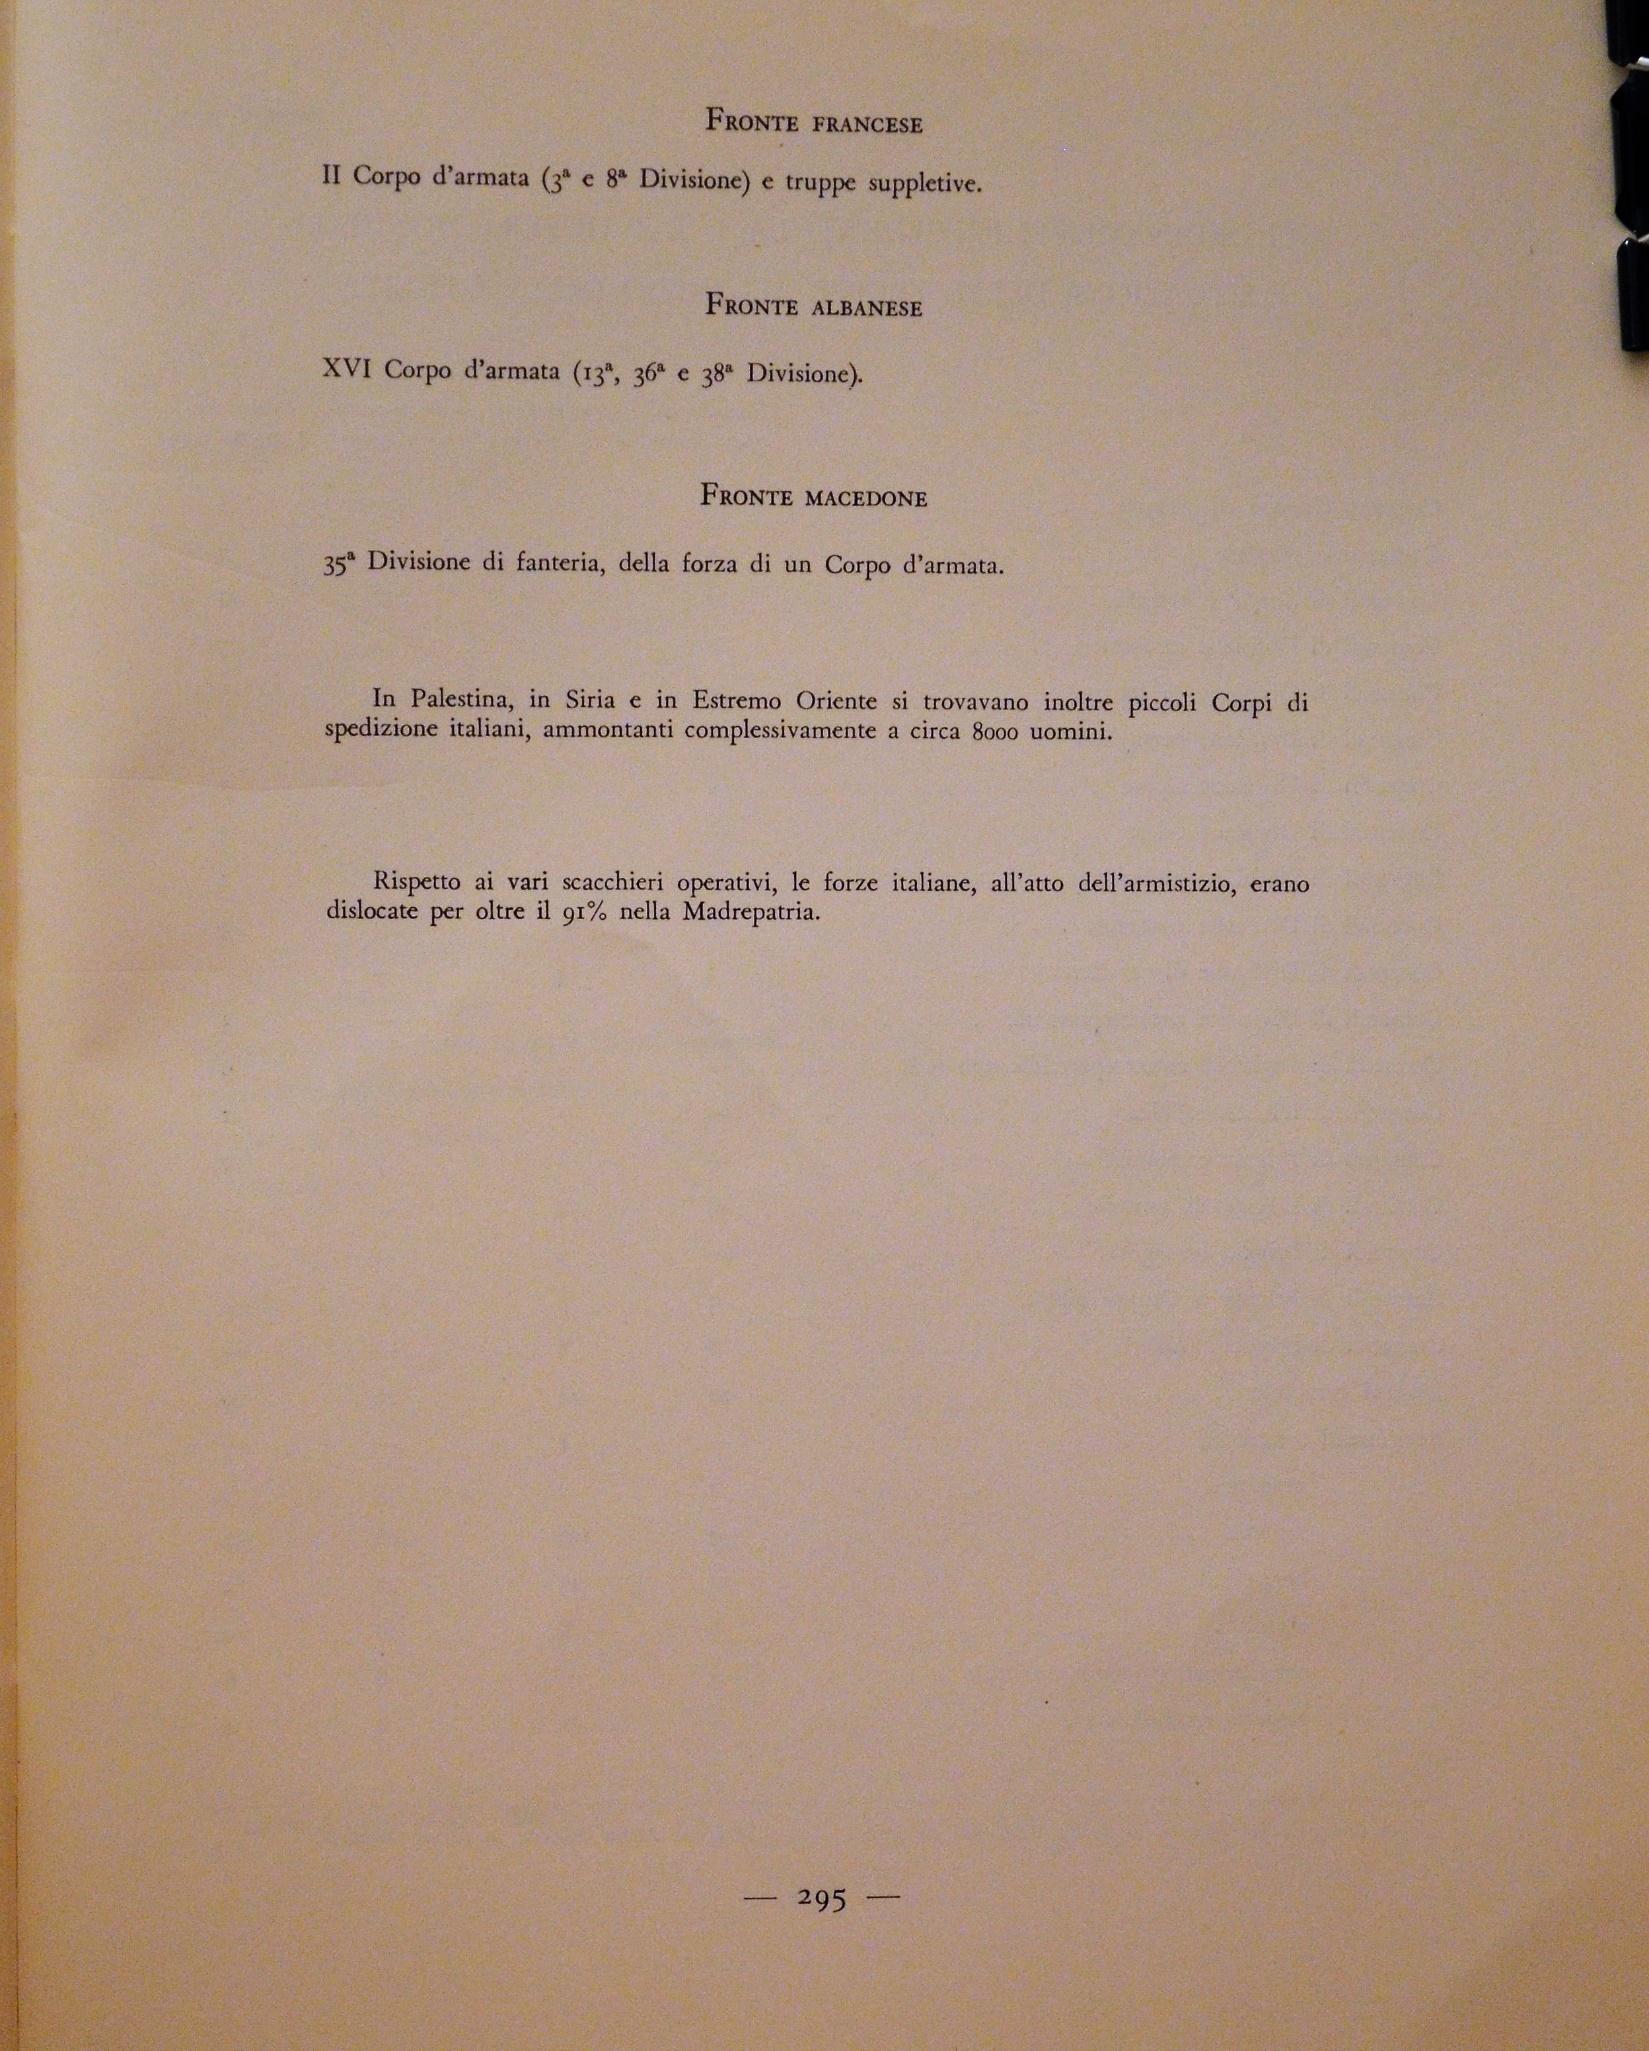 Fronte francese
II Corpo d'armata (3ª e 8ª Divisione) e truppe suppletive.
Fronte albanese
XVI Corpo d'armata (13ª, 36ª e 38ª Divisione).
Fronte macedone
35ª Divisione di fanteria, della forza di un Corpo d'armata.
In Palestina, in Siria e in Estremo Oriente si trovavano inoltre piccoli Corpi di
spedizione italiani, ammontanti complessivamente a circa 8000 uomini.
Rispetto ai vari scacchieri operativi, le forze italiane, all'atto dell'armistizio, erano
dislocate per oltre il 91% nella Madrepatria.
— 295 —